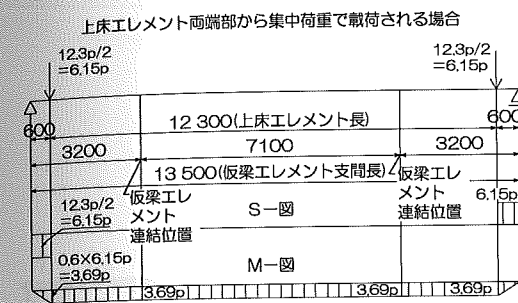 上床エレメント両端部から集中荷重で載荷される場合
12.3p/2
=6.15p
12.3p/2
=6.15p
600
12 300(上床エレメント長)
600
3200
7100
3200
13 500(仮梁エレメント支間長)
12.3p/2
=6.15p
仮梁エレ
メント
連結位置
S－図
仮梁エレ
メント
連結位置
6.15p
0.6×6.15p
=3.69p
M－図
3.69p
3.69p
3.69p